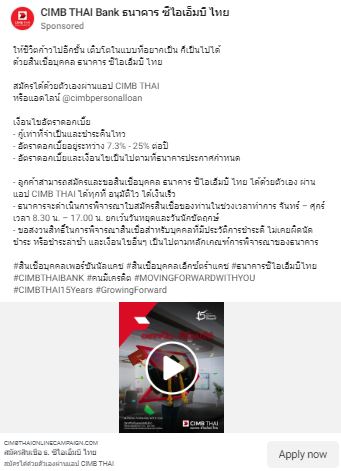 CIMB THAI Bank ธนาคาร ซีไอเอ็มบี ไทย
Sponsored
ให้ชีวิตก้าวไปอีกขั้น เติบโตในแบบที่อยากเป็น ก็เป็นไปได้
ด้วยสินเชื่อบุคคล ธนาคาร ซีไอเอ็มบี ไทย
สมัครได้ด้วยตัวเองผ่านแอป CIMB THAI
หรือแอดไลน์ @cimbpersonalloan
เงื่อนไขอัตราดอกเบี้ย
- กู้เท่าที่จำเป็นและชำระคืนไหว
- อัตราดอกเบี้ยอยู่ระหว่าง 7.3% - 25% ต่อปี
- อัตราดอกเบี้ยและเงื่อนไขเป็นไปตามที่ธนาคารประกาศกำหนด
- ลูกค้าสามารถสมัครและขอสินเชื่อบุคคล ธนาคาร ซีไอเอ็มบี ไทย ได้ด้วยตัวเอง ผ่าน
แอป CIMB THAI ได้ทุกที่ อนุมัติไว ได้เงินเร็ว
- ธนาคารจะดำเนินการพิจารณาใบสมัครสินเชื่อของท่านในช่วงเวลาทำการ จันทร์ – ศุกร์
เวลา 8.30 น. – 17.00 น. ยกเว้นวันหยุดและวันนักขัตฤกษ์
- ขอสงวนสิทธิ์ในการพิจารณาสินเชื่อสำหรับบุคคลที่มีประวัติการชำระดี ไม่เคยผิดนัด
ชำระ หรือชำระล่าช้า และเงื่อนไขอื่นๆ เป็นไปตามหลักเกณฑ์การพิจารณาของธนาคาร
#สินเชื่อบุคคลเพอร์ซันนัลแคช #สินเชื่อบุคคลเอ็กซ์ตร้าแคช #ธนาคารซีไอเอ็มบีไทย
#CIMBTHAIBANK #คนมีเครดิต #MOVINGFORWARDWITHYOU
#CIMBTHAI15Years #GrowingForward
15
CIMB THAI
CIMBTHAIONLINECAMPAIGN.COM
สมัครสินเชื่อ ธ. ซีไอเอ็มบี ไทย
สมัครได้ด้วยตัวเองผ่านแอป CIMB THAI
Apply now